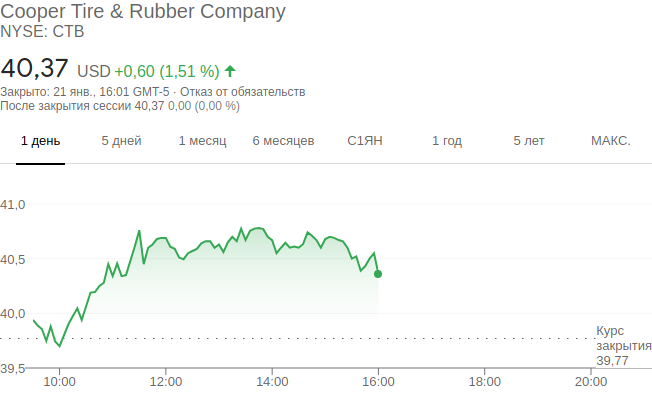 Cooper Tire & Rubber Company
NYSE: CTB
40,37 USD +0,60 (1,51 %)
Закрыто: 21 янв., 16:01 GMT-5 · Отказ от обязательств
После закрытия сессии 40,37 0,00 (0,00 %)
1 день 5 дней 1 месяц 6 месяцев С1ЯН 1 год 5 лет МАКС.
41,0
40,5
40,0
Курс
закрытия
39,77
39,5
10:00 12:00 14:00 16:00 18:00 20:00